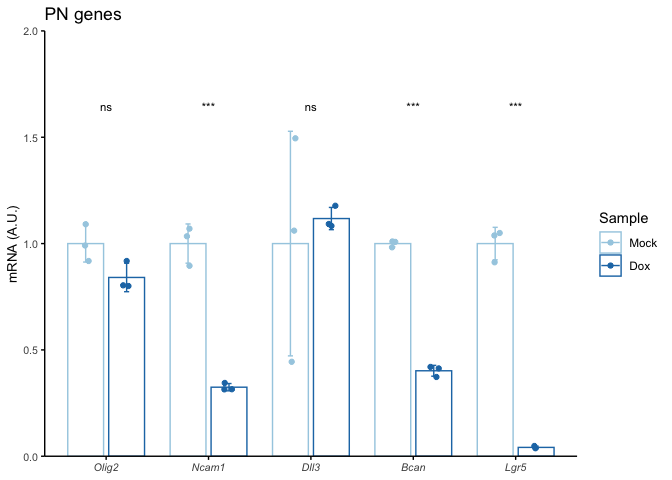 PN genes
2.0
1.5
1.0
0.5
0.0
mRNA (A.U.)
ns *** ns *** ***
Olig2 Ncam1 Dll3 Bcan Lgr5
Sample
Mock
Dox